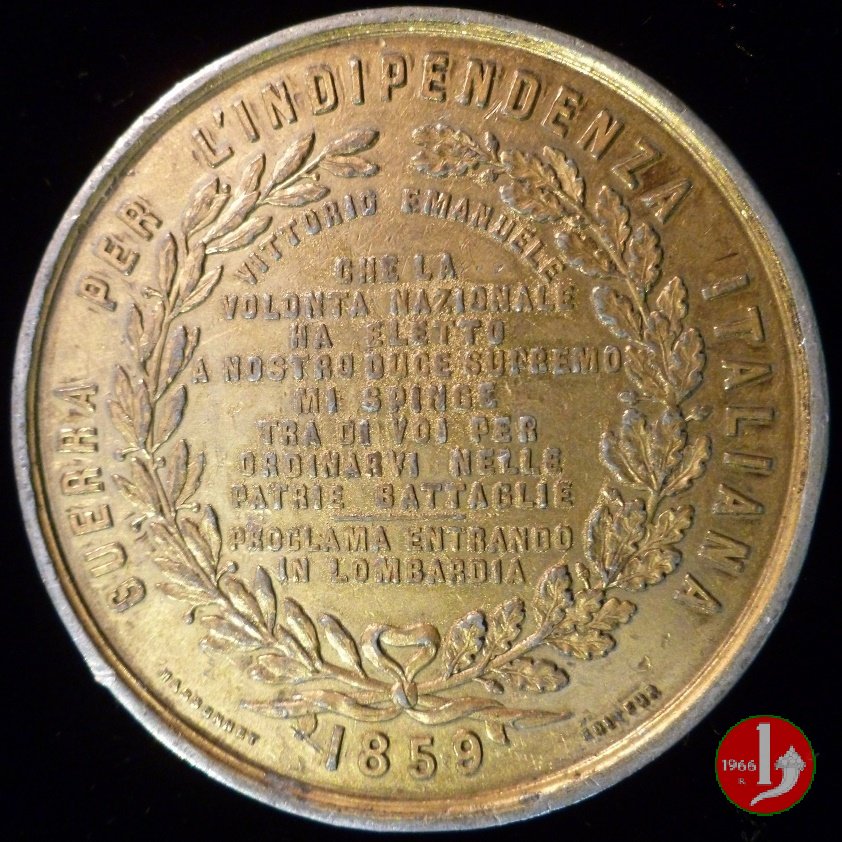 GUERRA PER L'INDIPENDENZA ITALIANA
VITTORIO EMANUELE
CHE LA
VOLONTA NAZIONALE
HA ELETTO
A NOSTRO DUCE SUPREMO
MI SPINGE
TRA DI VOI PER
ORDINARVI NELLE
PATRIE BATTAGLIE
PROCLAMA ENTRANDO
IN LOMBARDIA
EDITEUR
1859
1966
R